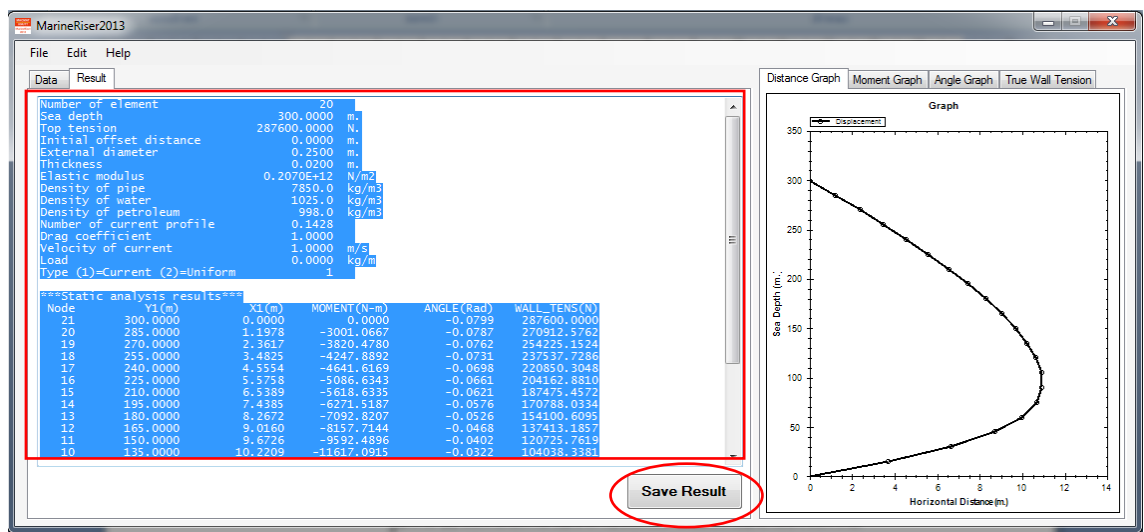 MarineRiser2013
File Edit Help
Data Result
Number of element 20
Sea depth 300.0000 m.
Top tension 287600.0000 N.
Initial offset distance 0.0000 m.
External diameter 0.2500 m.
Thickness 0.0200 m.
Elastic modulus 0.2070E+12 N/m2
Density of pipe 7850.0 kg/m3
Density of water 1025.0 kg/m3
Density of petroleum 998.0 kg/m3
Number of current profile 0.1428
Drag coefficient 1.0000
Velocity of current 1.0000 m/s
Load 0.0000 kg/m
Type (1)=Current (2)=Uniform 1
***Static analysis results***
Node Y1(m) X1(m) MOMENT(N-m) ANGLE(Rad) WALL_TENS(N)
21 300.0000 0.0000 0.0000 -0.0799 287600.0000
20 285.0000 1.1978 -3001.0667 -0.0787 270912.5762
19 270.0000 2.3617 -3820.4780 -0.0762 254225.1524
18 255.0000 3.4825 -4247.8892 -0.0731 237537.7286
17 240.0000 4.5554 -4641.6169 -0.0698 220850.3048
16 225.0000 5.5758 -5086.6343 -0.0661 204162.8810
15 210.0000 6.5389 -5618.6335 -0.0621 187475.4572
14 195.0000 7.4385 -6271.5187 -0.0576 170788.0334
13 180.0000 8.2672 -7092.8207 -0.0526 154100.6095
12 165.0000 9.0160 -8157.7144 -0.0468 137413.1857
11 150.0000 9.6726 -9592.4896 -0.0402 120725.7619
10 135.0000 10.2209 -11617.0915 -0.0322 104038.3381
Save Result
Distance Graph Moment Graph Angle Graph True Wall Tension
Graph
Displacement
350
300
250
200
150
100
50
0
Sea Depth (m.)
0 2 4 6 8 10 12 14
Horizontal Distance(m.)